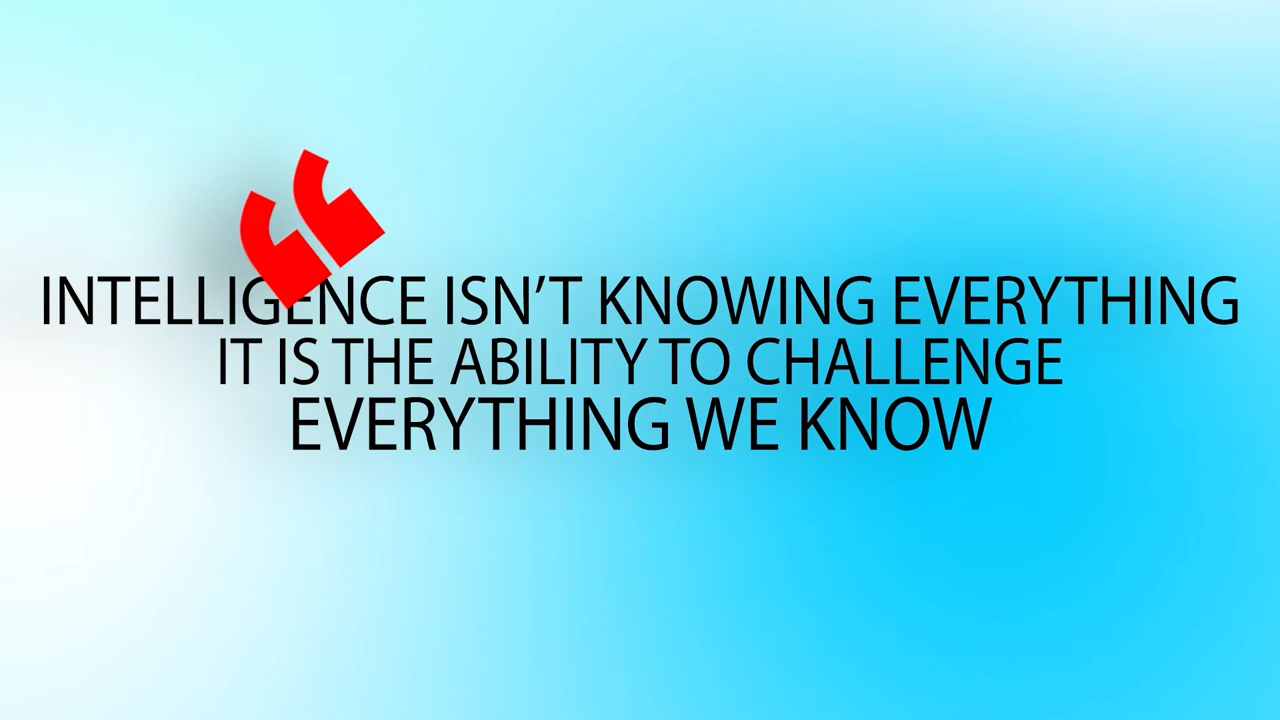 INTELLIGENCE ISN’T KNOWING EVERYTHING
IT IS THE ABILITY TO CHALLENGE
EVERYTHING WE KNOW